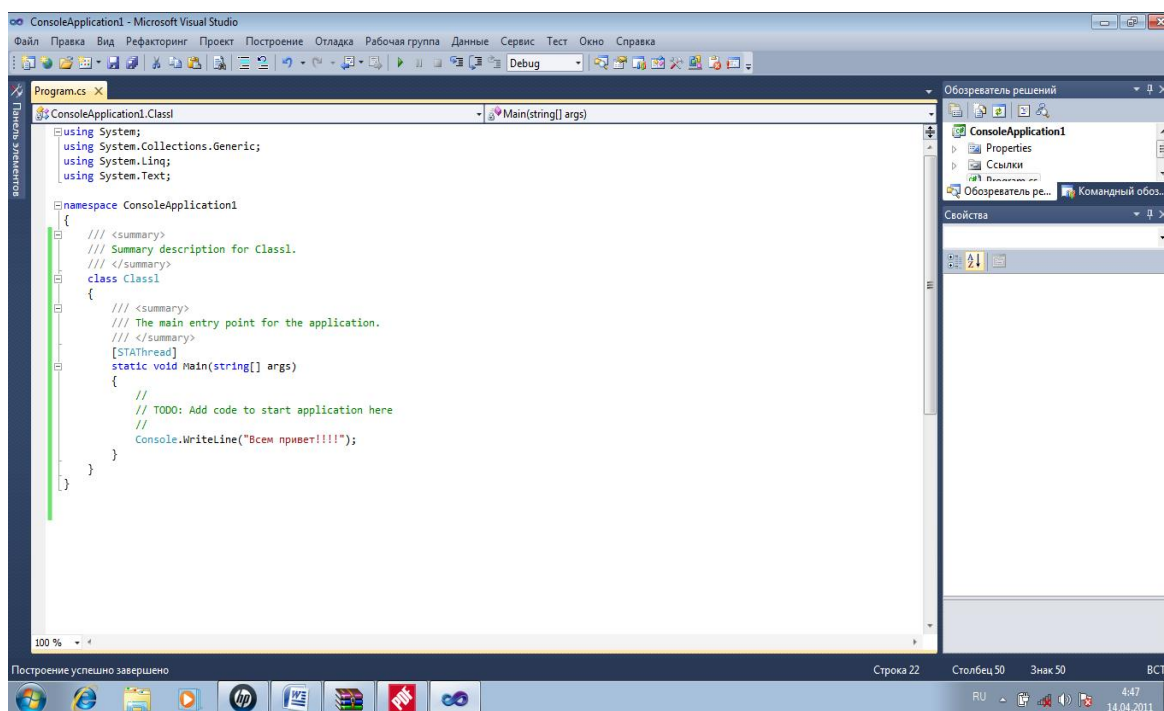 ConsoleApplication1 - Microsoft Visual Studio
Файл Правка Вид Рефакторинг Проект Построение Отладка Рабочая группа Данные Сервис Тест Окно Справка
Debug
Панель элементов
Program.cs
ConsoleApplication1.Classl
Main(string[] args)
using System;
using System.Collections.Generic;
using System.Linq;
using System.Text;
namespace ConsoleApplication1
{
/// <summary>
/// Summary description for Classl.
/// </summary>
class Classl
{
/// <summary>
/// The main entry point for the application.
/// </summary>
[STAThread]
static void Main(string[] args)
{
//
// TODO: Add code to start application here
//
Console.WriteLine("Всем привет!!!!");
}
}
}
100 %
Обозреватель решений
ConsoleApplication1
Properties
Ссылки
Program.cs
Обозреватель ре...
Командный обоз...
Свойства
Построение успешно завершено
Строка 22
Столбец 50
Знак 50
ВСТ
RU
4:47
14.04.2011